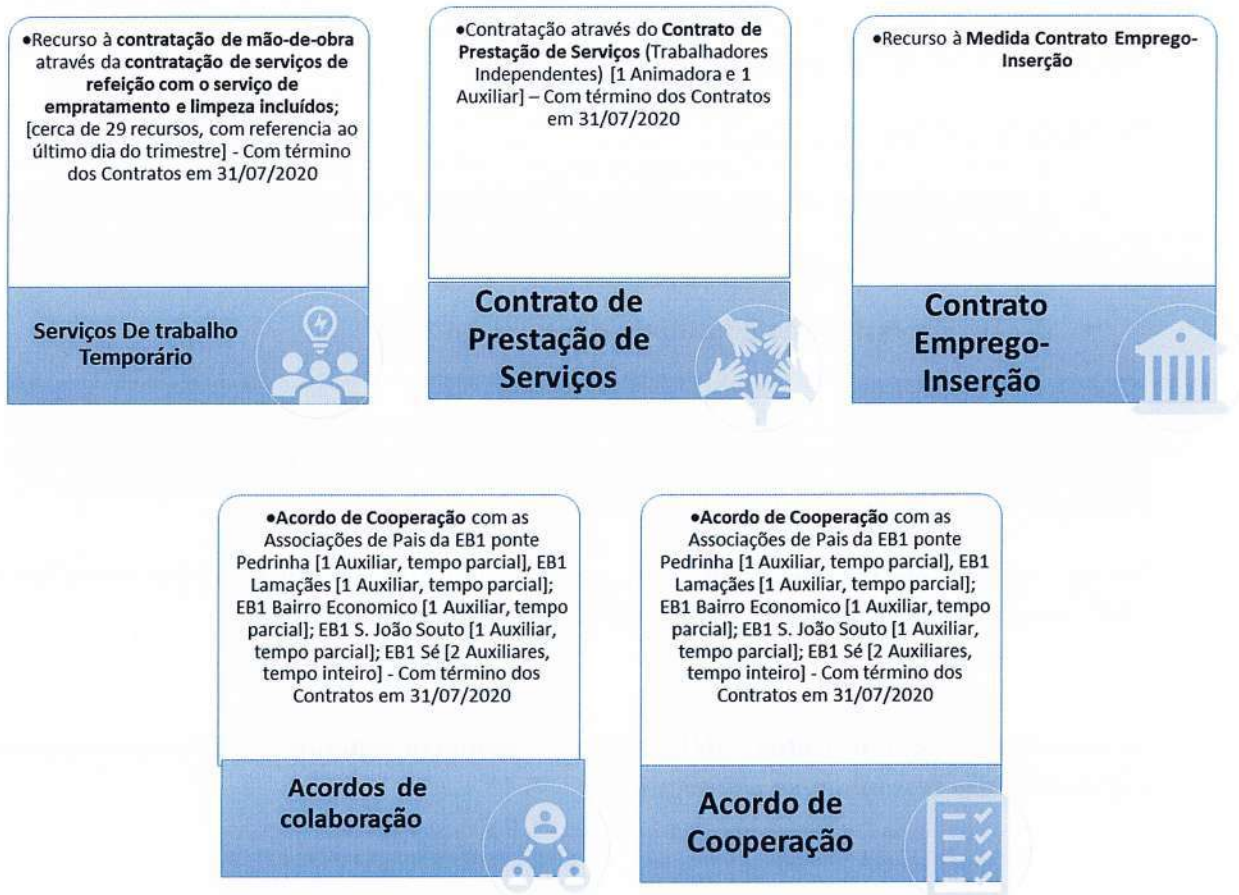 •Recurso à contratação de mão-de-obra
através da contratação de serviços de
refeição com o serviço de
empratamento e limpeza incluídos;
[cerca de 29 recursos, com referencia ao
último dia do trimestre] - Com término
dos Contratos em 31/07/2020
Serviços De trabalho
Temporário
•Contratação através do Contrato de
Prestação de Serviços (Trabalhadores
Independentes) [1 Animadora e 1
Auxiliar] – Com término dos Contratos
em 31/07/2020
Contrato de
Prestação de
Serviços
•Recurso à Medida Contrato Emprego-
Inserção
Contrato
Emprego-
Inserção
•Acordo de Cooperação com as
Associações de Pais da EB1 ponte
Pedrinha [1 Auxiliar, tempo parcial], EB1
Lamaçães [1 Auxiliar, tempo parcial];
EB1 Bairro Economico [1 Auxiliar, tempo
parcial]; EB1 S. João Souto [1 Auxiliar,
tempo parcial]; EB1 Sé [2 Auxiliares,
tempo inteiro] - Com término dos
Contratos em 31/07/2020
Acordos de
colaboração
•Acordo de Cooperação com as
Associações de Pais da EB1 ponte
Pedrinha [1 Auxiliar, tempo parcial], EB1
Lamaçães [1 Auxiliar, tempo parcial];
EB1 Bairro Economico [1 Auxiliar, tempo
parcial]; EB1 S. João Souto [1 Auxiliar,
tempo parcial]; EB1 Sé [2 Auxiliares,
tempo inteiro] - Com término dos
Contratos em 31/07/2020
Acordo de
Cooperação